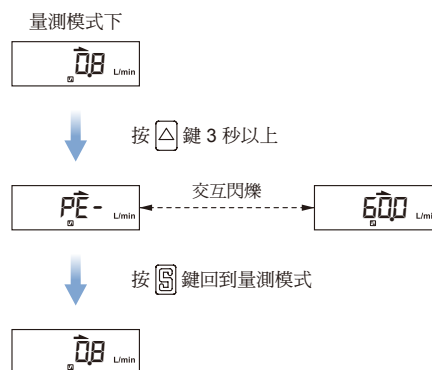 量測模式下
0.8 L/min
按 △ 鍵 3 秒以上
PE- L/min
交互閃爍
60.0 L/min
按 S 鍵回到量測模式
0.8 L/min